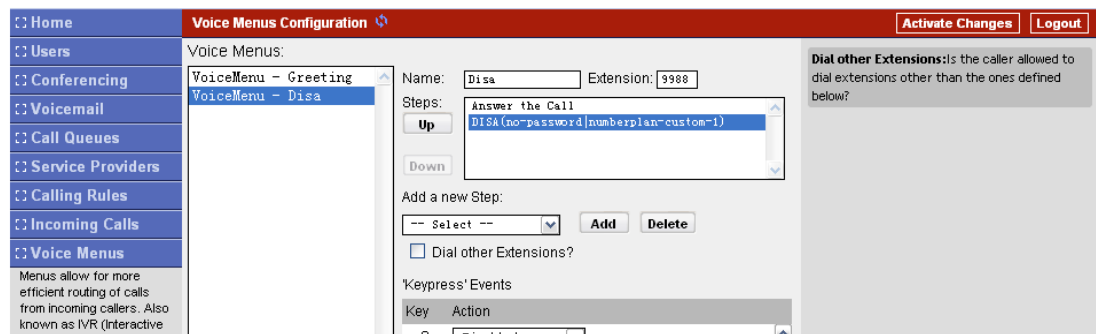 Home
Voice Menus Configuration
Activate Changes
Logout
Users
Conferencing
Voicemail
Call Queues
Service Providers
Calling Rules
Incoming Calls
Voice Menus
Menus allow for more
efficient routing of calls
from incoming callers. Also
known as IVR (Interactive
Voice Menus:
VoiceMenu - Greeting
VoiceMenu - Disa
Name: Disa Extension: 9988
Steps:
Up
Down
Answer the Call
DISA(no-password|numberplan-custom-1)
Add a new Step:
-- Select -- Add Delete
Dial other Extensions?
'Keypress' Events
Key Action
Dial other Extensions:Is the caller allowed to
dial extensions other than the ones defined
below?